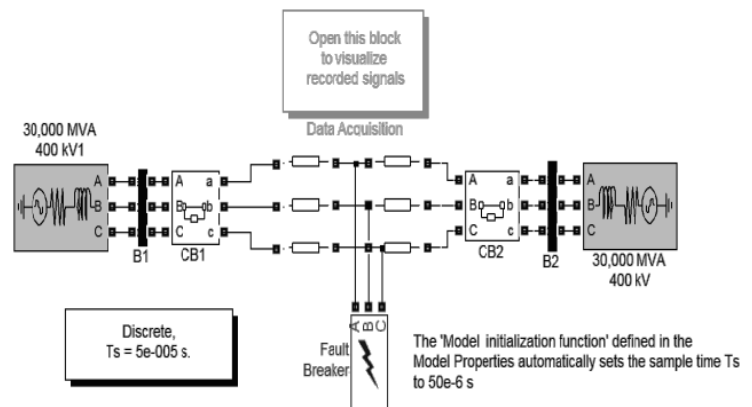 Open this block
to visualize
recorded signals
Data Acquisition
30,000 MVA
400 kV1
A
B
C
B1
A a
B b
C c
CB1
A a
B b
C c
CB2
B2
A
B
C
30,000 MVA
400 kV
Discrete,
Ts = 5e-005 s.
A B C
Fault
Breaker
The 'Model initialization function' defined in the
Model Properties automatically sets the sample time Ts
to 50e-6 s